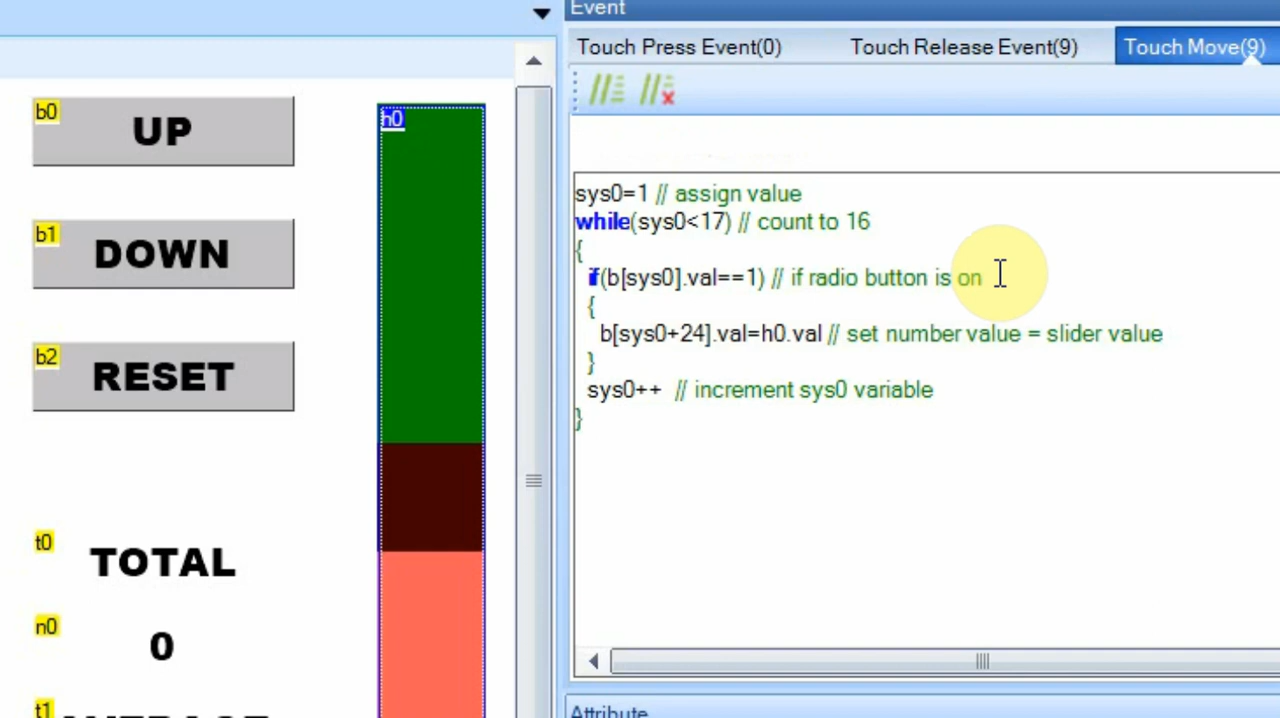 Event
Touch Press Event(0) Touch Release Event(9) Touch Move(9)
b0
UP
h0
b1
DOWN
b2
RESET
t0
TOTAL
n0
0
t1
sys0=1 // assign value
while(sys0<17) // count to 16
{
if(b[sys0].val==1) // if radio button is on
{
b[sys0+24].val=h0.val // set number value = slider value
}
sys0++ // increment sys0 variable
}
Attribute